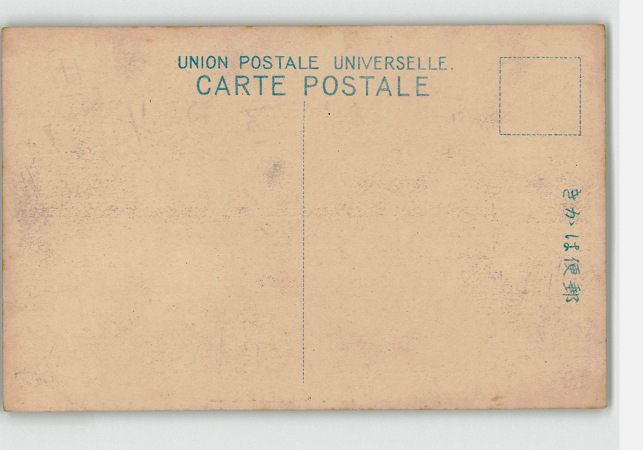 UNION POSTALE UNIVERSELLE.
CARTE POSTALE
きかは便郵